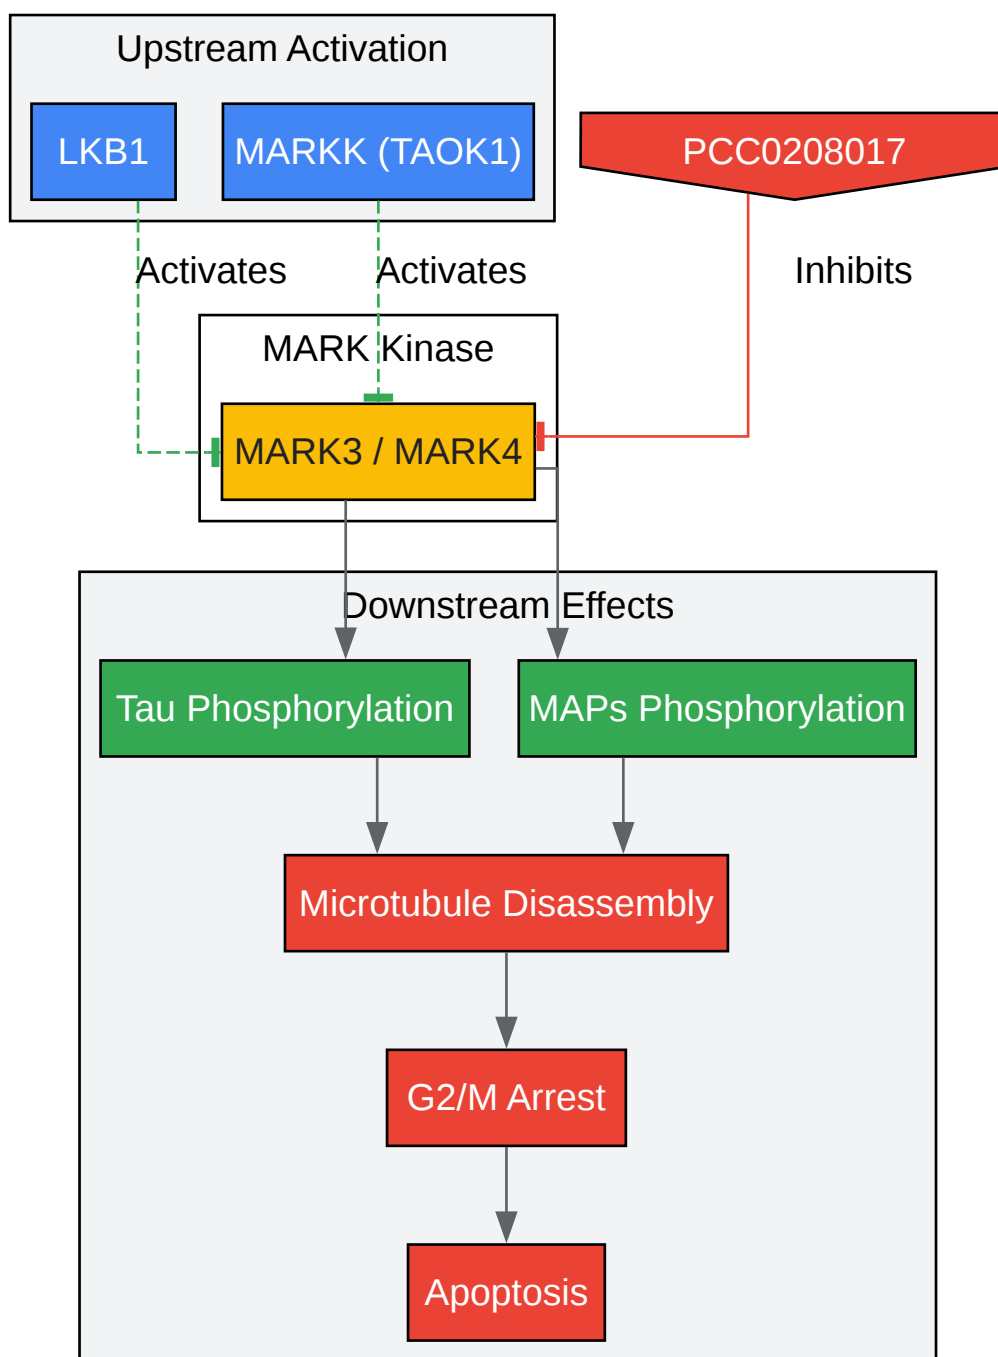 Upstream Activation
LKB1
MARKK (TAOK1)
PCC0208017
Activates
Activates
Inhibits
MARK Kinase
MARK3 / MARK4
Downstream Effects
Tau Phosphorylation
MAPs Phosphorylation
Microtubule Disassembly
G2/M Arrest
Apoptosis